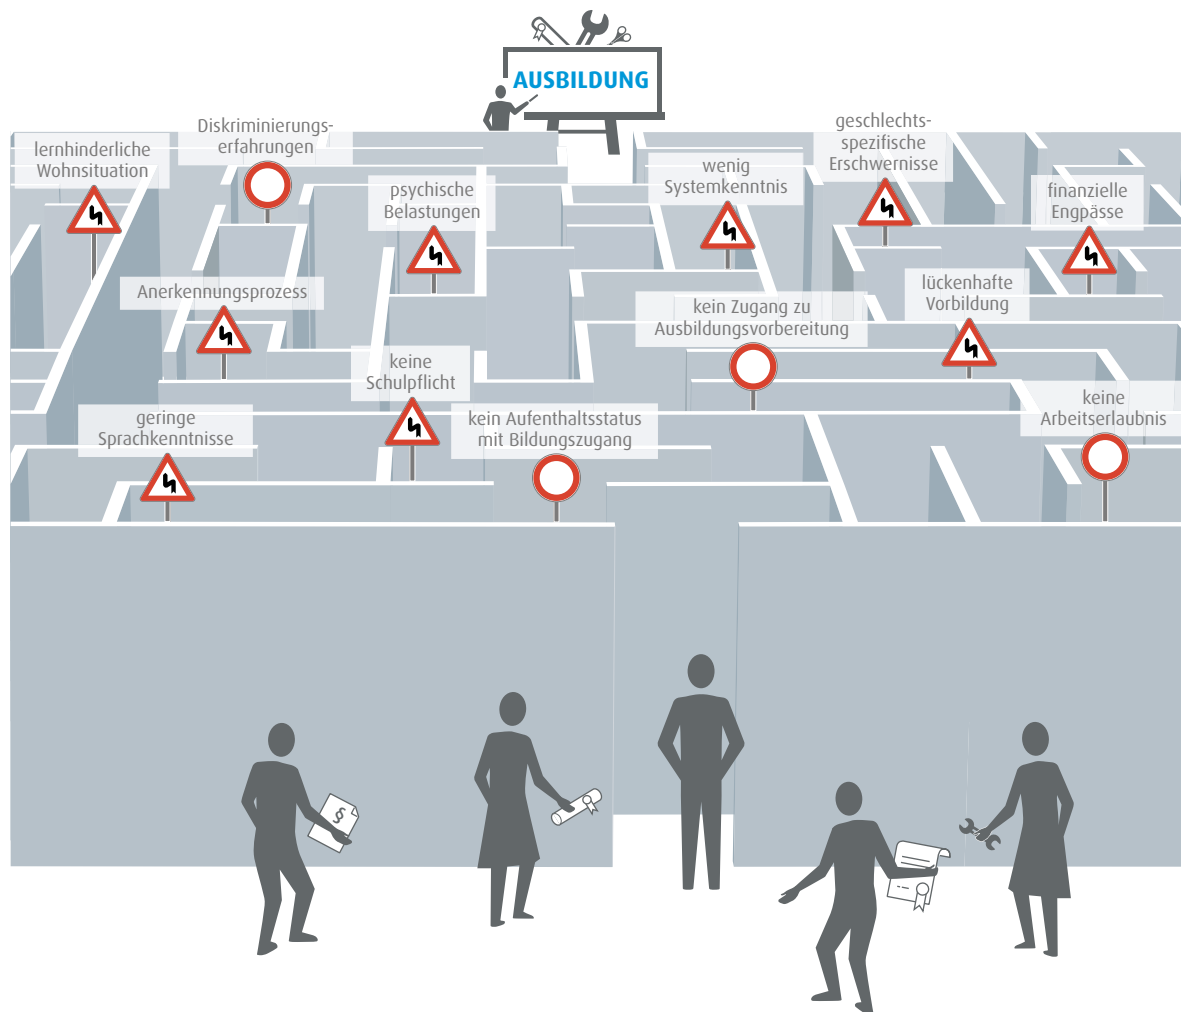 AUSBILDUNG
lernhinderliche
Wohnsituation
Diskriminierungs-
erfahrungen
psychische
Belastungen
wenig
Systemkenntnis
geschlechts-
spezifische
Erschwernisse
finanzielle
Engpässe
Anerkennungsprozess
kein Zugang zu
Ausbildungsvorbereitung
lückenhafte
Vorbildung
keine
Schulpflicht
geringe
Sprachkenntnisse
kein Aufenthaltsstatus
mit Bildungszugang
keine
Arbeitserlaubnis
§